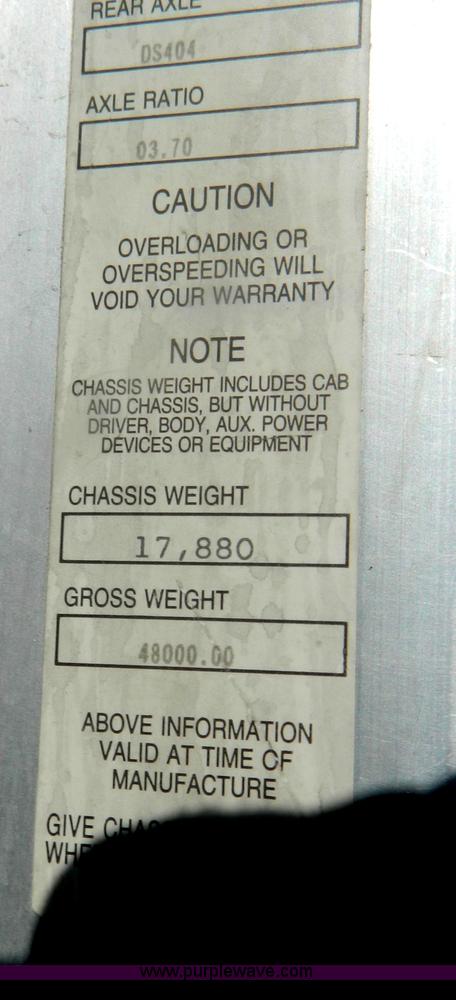 REAR AXLE
DS404
AXLE RATIO
03.70
CAUTION
OVERLOADING OR
OVERSPEEDING WILL
VOID YOUR WARRANTY
NOTE
CHASSIS WEIGHT INCLUDES CAB
AND CHASSIS, BUT WITHOUT
DRIVER, BODY, AUX. POWER
DEVICES OR EQUIPMENT
CHASSIS WEIGHT
17,880
GROSS WEIGHT
48000.00
ABOVE INFORMATION
VALID AT TIME OF
MANUFACTURE
GIVE
www.purplewave.com